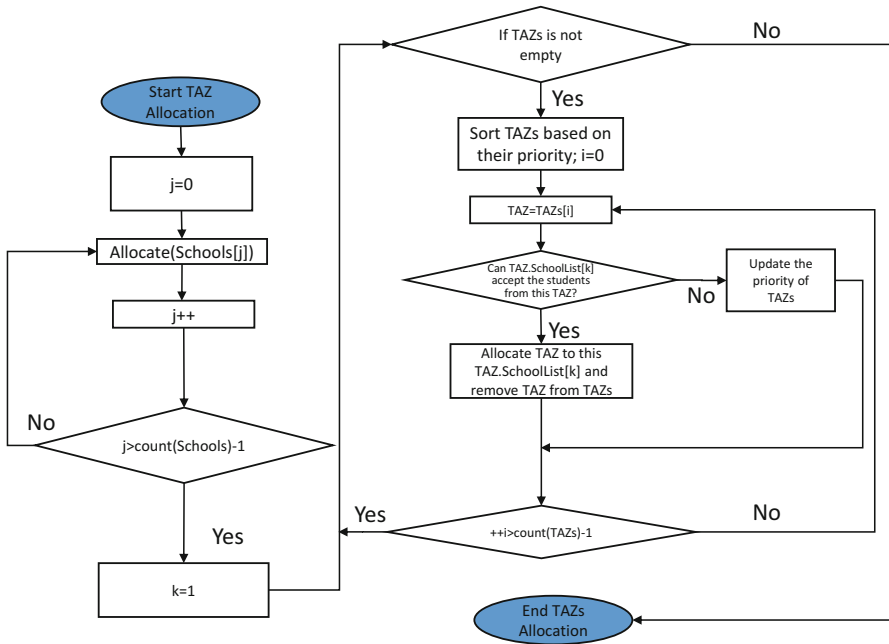 Start TAZ
Allocation
j=0
Allocate(Schools[j])
j++
No
j>count(Schools)-1
Yes
k=1
If TAZs is not
empty
No
Yes
Sort TAZs based on
their priority; i=0
TAZ=TAZs[i]
Can TAZ.SchoolList[k]
accept the students
from this TAZ?
No
Update the
priority of
TAZs
Yes
Allocate TAZ to this
TAZ.SchoolList[k] and
remove TAZ from TAZs
Yes
++i>count(TAZs)-1
No
End TAZs
Allocation